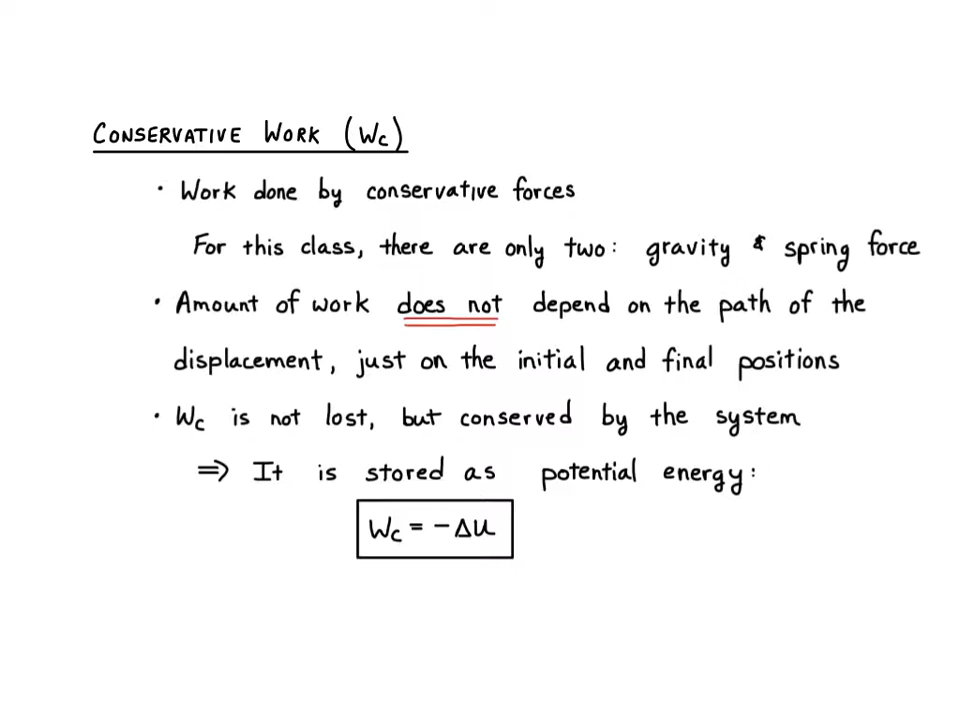 CONSERVATIVE WORK (Wc)
· Work done by conservative forces
For this class, there are only two: gravity & spring force
· Amount of work does not depend on the path of the
displacement, just on the initial and final positions
· Wc is not lost, but conserved by the system
⇒ It is stored as potential energy:
Wc = -ΔU